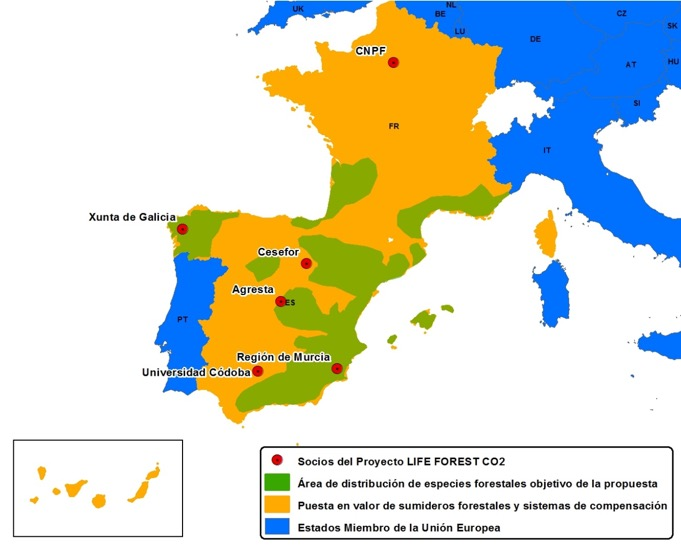 UK
NL
BE
LU
CZ
SK
DE
AT
HU
SI
CNPF
FR
IT
Xunta de Galicia
Cesefor
Agresta
ES
PT
Región de Murcia
Universidad Códoba
Socios del Proyecto LIFE FOREST CO2
Área de distribución de especies forestales objetivo de la propuesta
Puesta en valor de sumideros forestales y sistemas de compensación
Estados Miembro de la Unión Europea